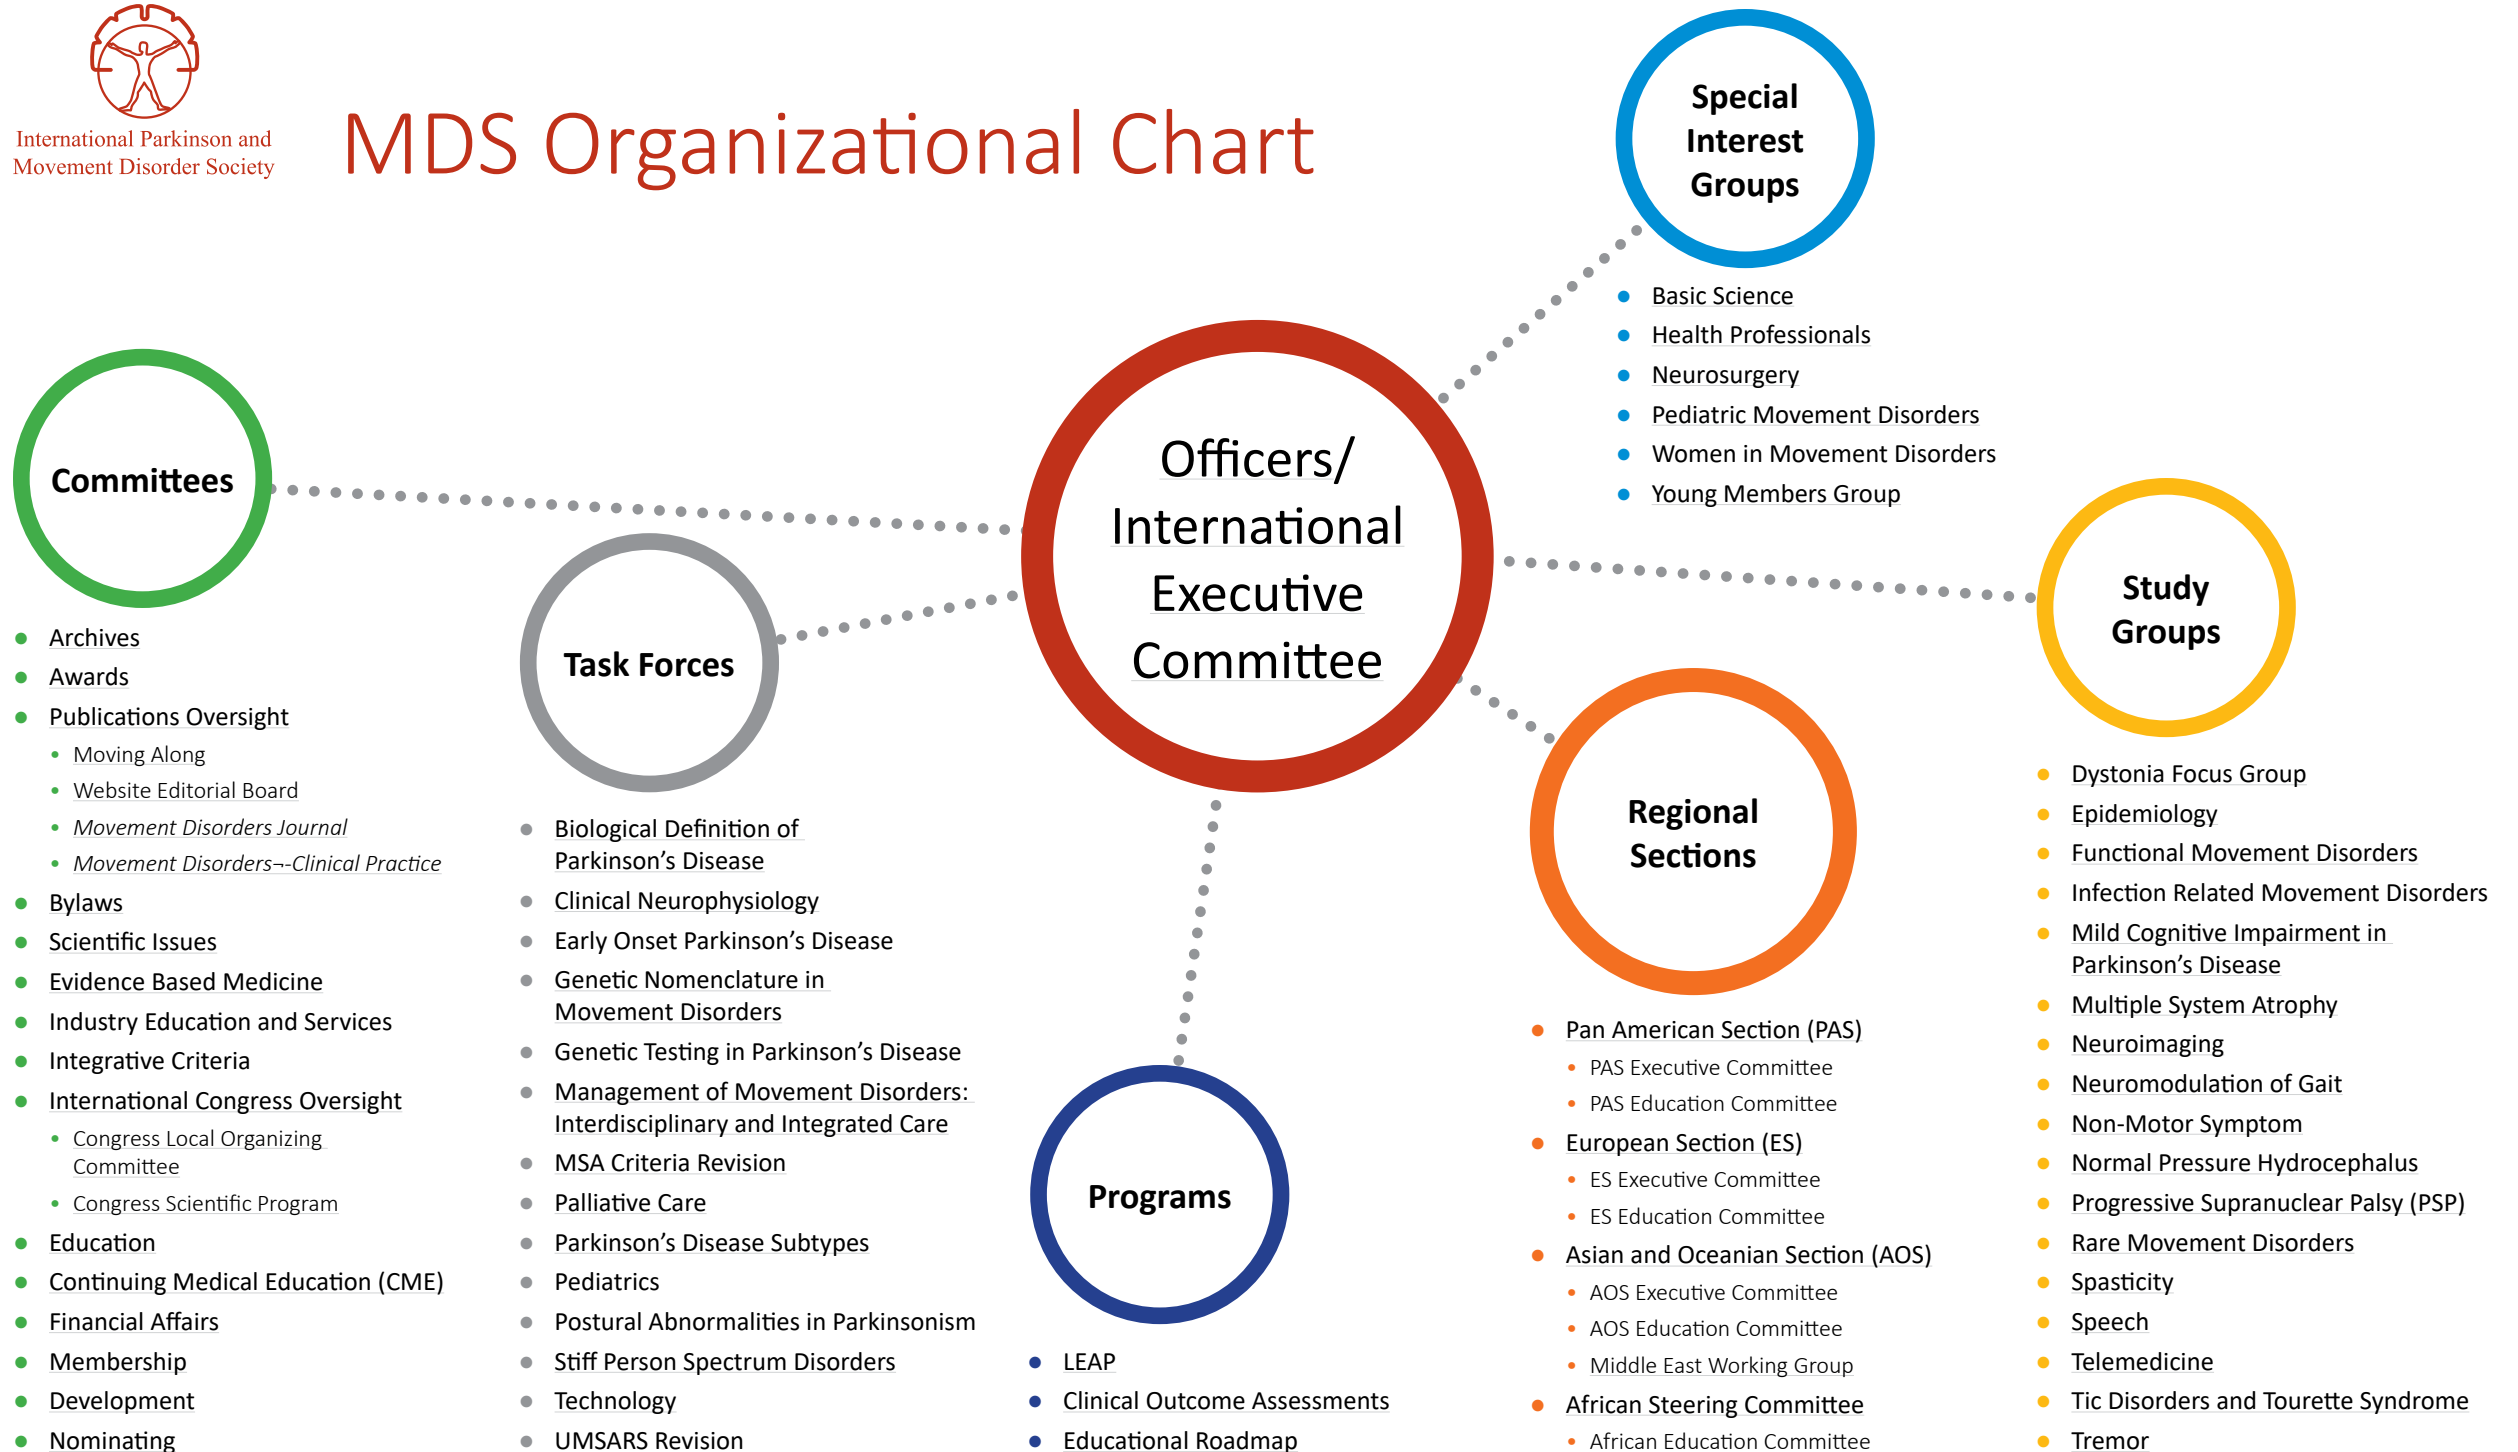 International Parkinson and
Movement Disorder Society
MDS Organizational Chart
Special
Interest
Groups
Basic Science
Health Professionals
Neurosurgery
Pediatric Movement Disorders
Women in Movement Disorders
Young Members Group
Officers/
International
Executive
Committee
Committees
Archives
Awards
Publications Oversight
Moving Along
Website Editorial Board
Movement Disorders Journal
Movement Disorders¬-Clinical Practice
Bylaws
Scientific Issues
Evidence Based Medicine
Industry Education and Services
Integrative Criteria
International Congress Oversight
Congress Local Organizing
Committee
Congress Scientific Program
Education
Continuing Medical Education (CME)
Financial Affairs
Membership
Development
Nominating
Task Forces
Biological Definition of
Parkinson’s Disease
Clinical Neurophysiology
Early Onset Parkinson’s Disease
Genetic Nomenclature in
Movement Disorders
Genetic Testing in Parkinson’s Disease
Management of Movement Disorders:
Interdisciplinary and Integrated Care
MSA Criteria Revision
Palliative Care
Parkinson’s Disease Subtypes
Pediatrics
Postural Abnormalities in Parkinsonism
Stiff Person Spectrum Disorders
Technology
UMSARS Revision
Programs
LEAP
Clinical Outcome Assessments
Educational Roadmap
Regional
Sections
Pan American Section (PAS)
PAS Executive Committee
PAS Education Committee
European Section (ES)
ES Executive Committee
ES Education Committee
Asian and Oceanian Section (AOS)
AOS Executive Committee
AOS Education Committee
Middle East Working Group
African Steering Committee
African Education Committee
Study
Groups
Dystonia Focus Group
Epidemiology
Functional Movement Disorders
Infection Related Movement Disorders
Mild Cognitive Impairment in
Parkinson’s Disease
Multiple System Atrophy
Neuroimaging
Neuromodulation of Gait
Non-Motor Symptom
Normal Pressure Hydrocephalus
Progressive Supranuclear Palsy (PSP)
Rare Movement Disorders
Spasticity
Speech
Telemedicine
Tic Disorders and Tourette Syndrome
Tremor